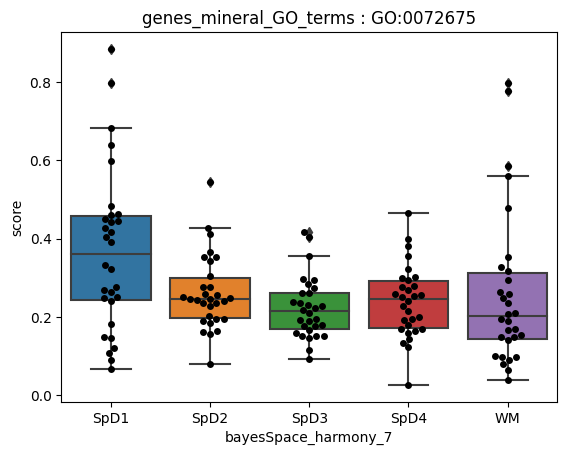 genes_mineral_GO_terms : GO:0072675
score
0.8
0.6
0.4
0.2
0.0
SpD1 SpD2 SpD3 SpD4 WM
bayesSpace_harmony_7